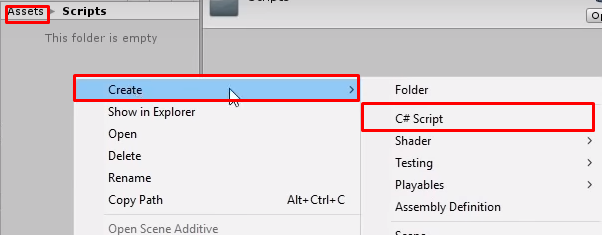 Assets ▸ Scripts
Scripts
This folder is empty
Create
Show in Explorer
Open
Delete
Rename
Copy Path Alt+Ctrl+C
Open Scene Additive
Folder
C# Script
Shader
Testing
Playables
Assembly Definition